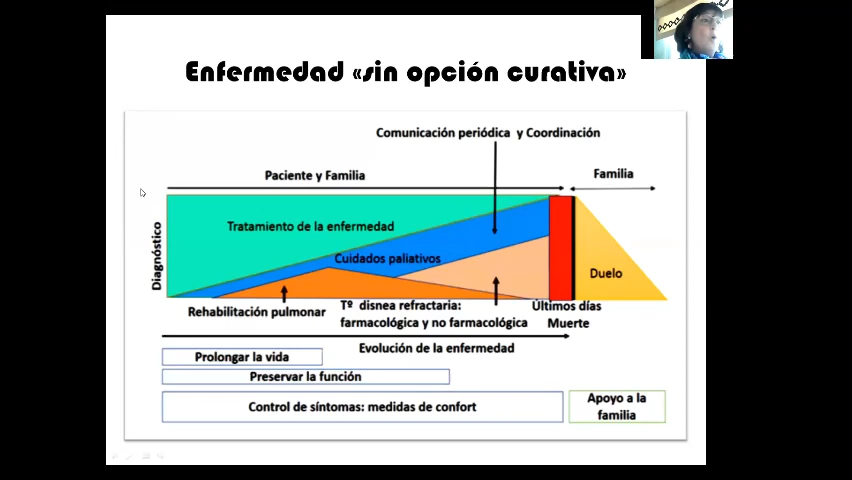 Enfermedad «sin opción curativa»
Comunicación periódica y Coordinación
Paciente y Familia
Familia
Diagnóstico
Tratamiento de la enfermedad
Cuidados paliativos
Duelo
Rehabilitación pulmonar
Tº disnea refractaria:
farmacológica y no farmacológica
Últimos días
Muerte
Evolución de la enfermedad
Prolongar la vida
Preservar la función
Control de síntomas: medidas de confort
Apoyo a la
familia